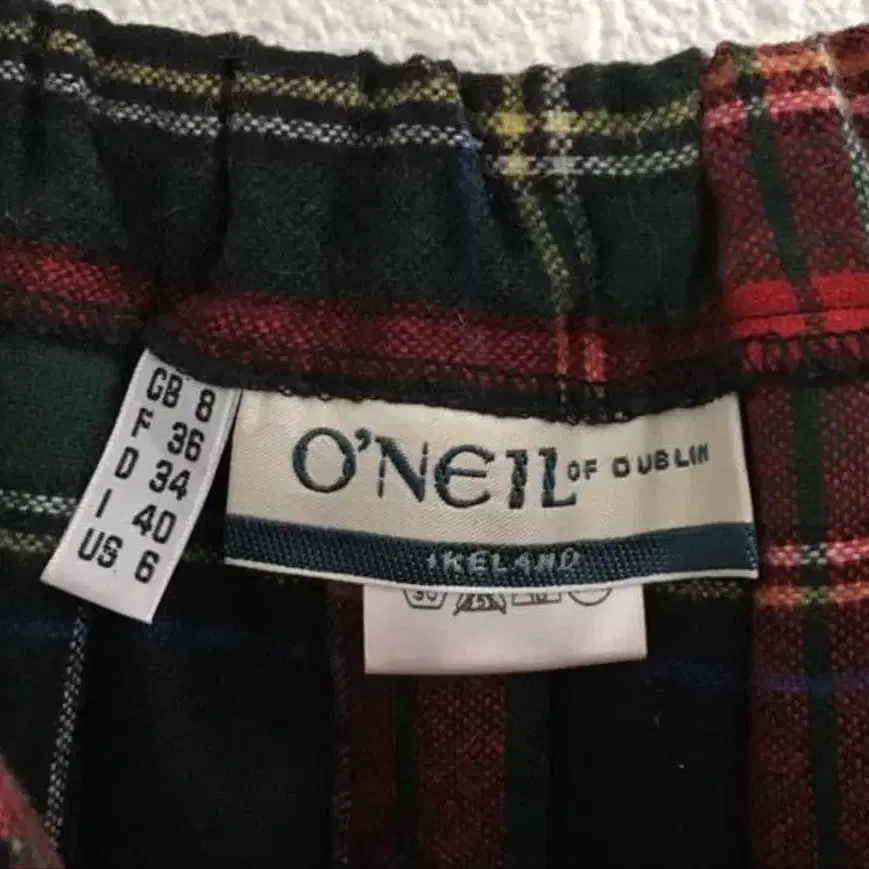 GB 8
F 36
D 34
I 40
US 6
O'NEIL OF DUBLIN
IRELAND